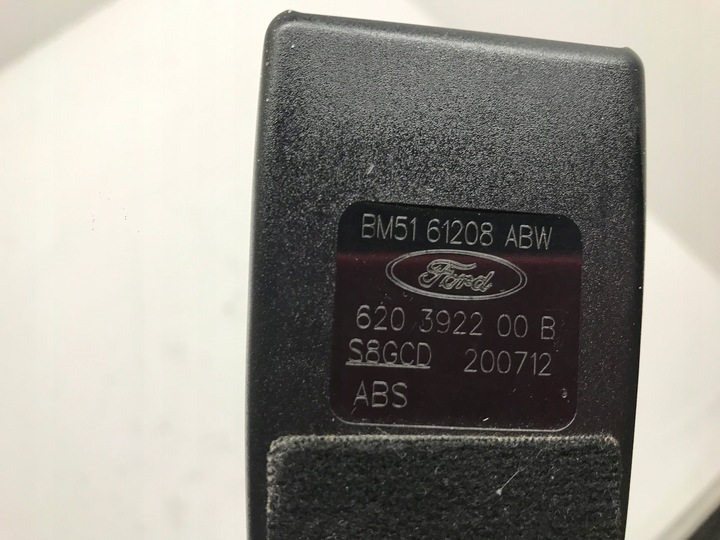 BM51 61208 ABW
Ford
620 3922 00 B
S8GCD 200712
ABS